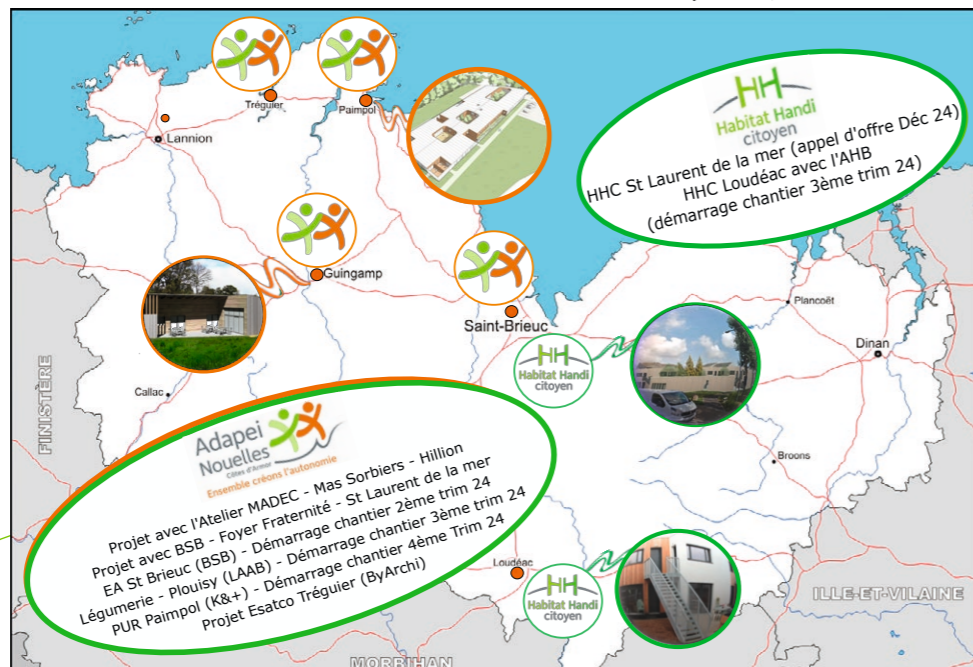 Tréguier
Paimpol
Lannion
HH
Habitat Handi
citoyen
HHC St Laurent de la mer (appel d'offre Déc 24)
HHC Loudéac avec l'AHB
(démarrage chantier 3ème trim 24)
Guingamp
Saint-Brieuc
Plancoët
Dinan
HH
Habitat Handi
citoyen
Callac
FINISTÈRE
Broons
Adapei
Nouelles
Côtes d'Armor
Ensemble créons l'autonomie
Projet avec l'Atelier MADEC - Mas Sorbiers - Hillion
Projet avec BSB - Foyer Fraternité - St Laurent de la mer
EA St Brieuc (BSB) - Démarrage chantier 2ème trim 24
Légumerie - Plouisy (LAAB) - Démarrage chantier 3ème trim 24
PUR Paimpol (K&+) - Démarrage chantier 4ème Trim 24
Projet Esatco Tréguier (ByArchi)
Loudéac
HH
Habitat Handi
citoyen
ILLE-ET-VILAINE
MORBIHAN